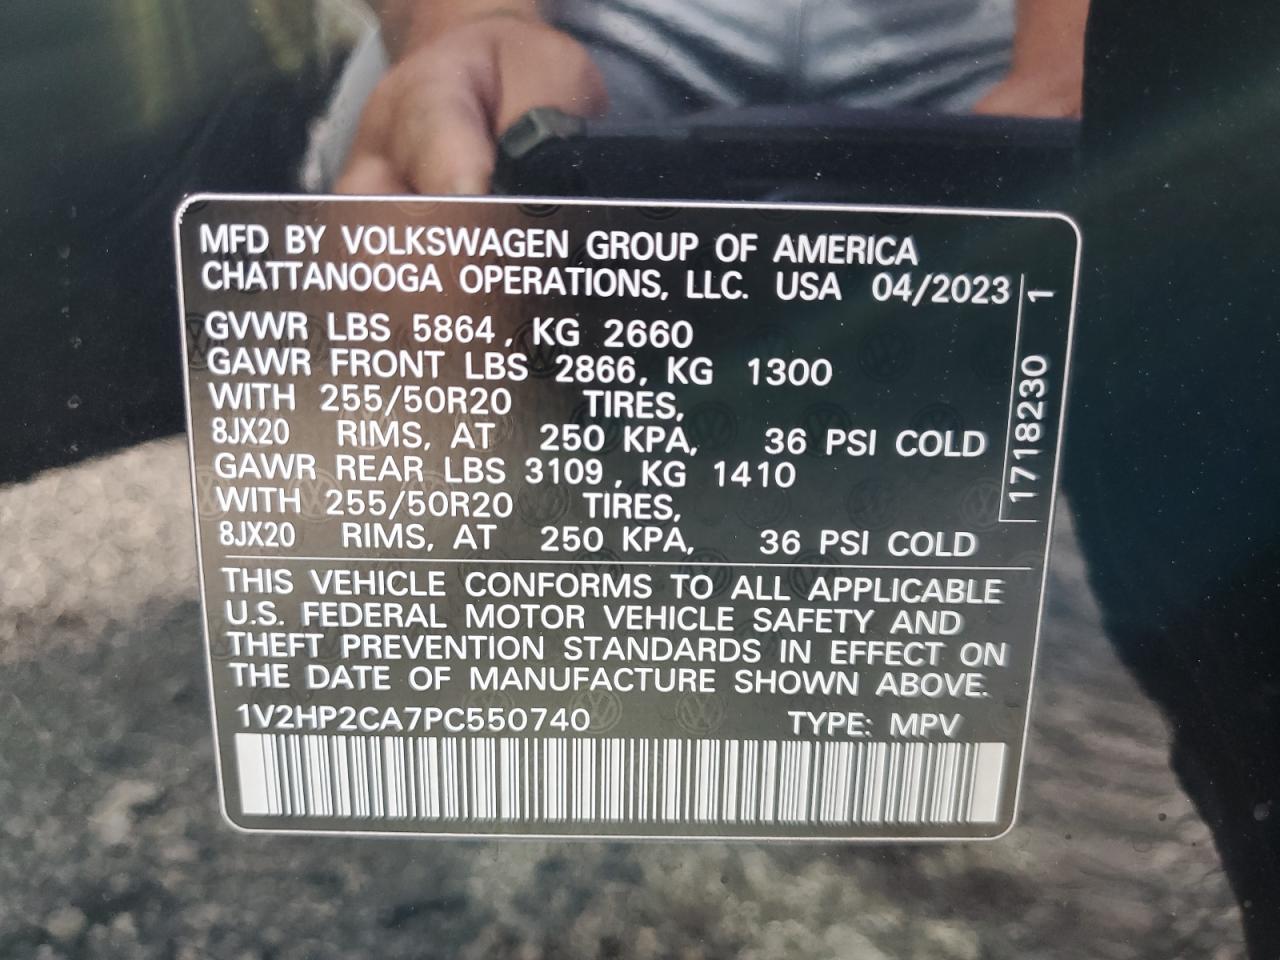 MFD BY VOLKSWAGEN GROUP OF AMERICA
CHATTANOOGA OPERATIONS, LLC. USA 04/2023
GVWR LBS 5864, KG 2660
GAWR FRONT LBS 2866, KG 1300
WITH 255/50R20 TIRES,
8JX20 RIMS, AT 250 KPA, 36 PSI COLD
GAWR REAR LBS 3109, KG 1410
WITH 255/50R20 TIRES,
8JX20 RIMS, AT 250 KPA, 36 PSI COLD
1718230 1
THIS VEHICLE CONFORMS TO ALL APPLICABLE
U.S. FEDERAL MOTOR VEHICLE SAFETY AND
THEFT PREVENTION STANDARDS IN EFFECT ON
THE DATE OF MANUFACTURE SHOWN ABOVE.
1V2HP2CA7PC550740 TYPE: MPV